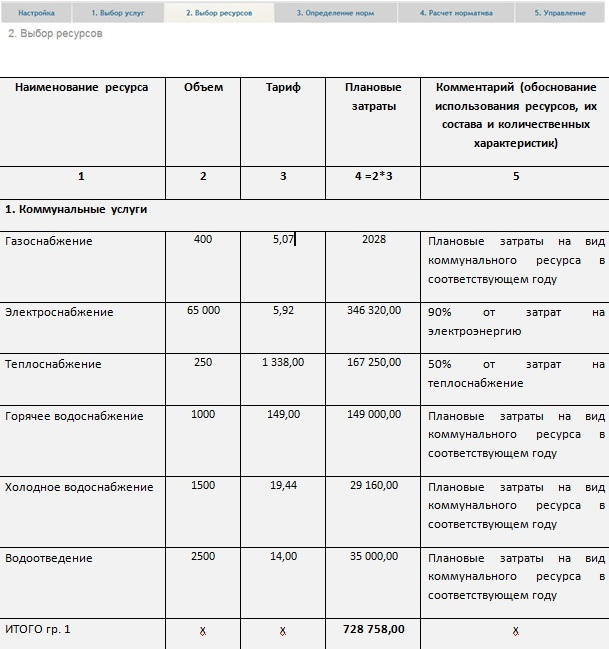 Настройка 1. Выбор услуг 2. Выбор ресурсов 3. Определение норм 4. Расчет норматива 5. Управление
2. Выбор ресурсов
Наименование ресурса Объем Тариф Плановые затраты Комментарий (обоснование использования ресурсов, их состава и количественных характеристик)
1 2 3 4 =2*3 5
1. Коммунальные услуги
Газоснабжение 400 5,07 2028 Плановые затраты на вид
коммунального ресурса в
соответствующем году
Электроснабжение 65 000 5,92 346 320,00 90% от затрат на
электроэнергию
Теплоснабжение 250 1 338,00 167 250,00 50% от затрат на
теплоснабжение
Горячее водоснабжение 1000 149,00 149 000,00 Плановые затраты на вид
коммунального ресурса в
соответствующем году
Холодное водоснабжение 1500 19,44 29 160,00 Плановые затраты на вид
коммунального ресурса в
соответствующем году
Водоотведение 2500 14,00 35 000,00 Плановые затраты на вид
коммунального ресурса в
соответствующем году
ИТОГО гр. 1 х х 728 758,00 х